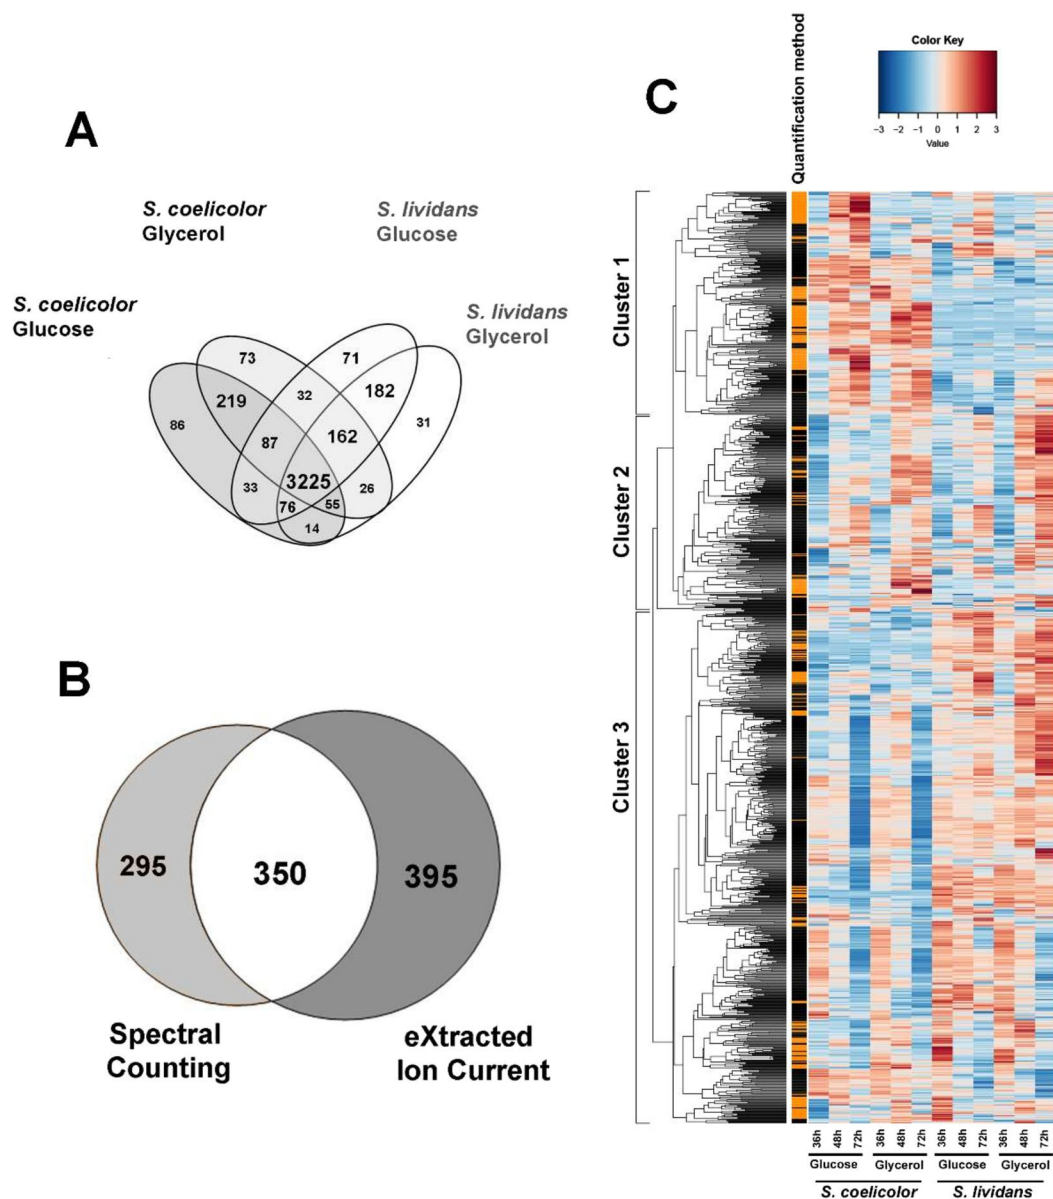 A
S. coelicolor
Glycerol
S. lividans
Glucose
S. coelicolor
Glucose
S. lividans
Glycerol
73
71
219
32
182
86
87
162
31
33
3225
26
76
55
14
B
295
350
395
Spectral
Counting
eXtracted
Ion Current
C
Quantification method
Color Key
−3 −2 −1 0 1 2 3
Value
Cluster 1
Cluster 2
Cluster 3
36h 48h 72h 36h 48h 72h 36h 48h 72h 36h 48h 72h
Glucose Glycerol Glucose Glycerol
S. coelicolor S. lividans